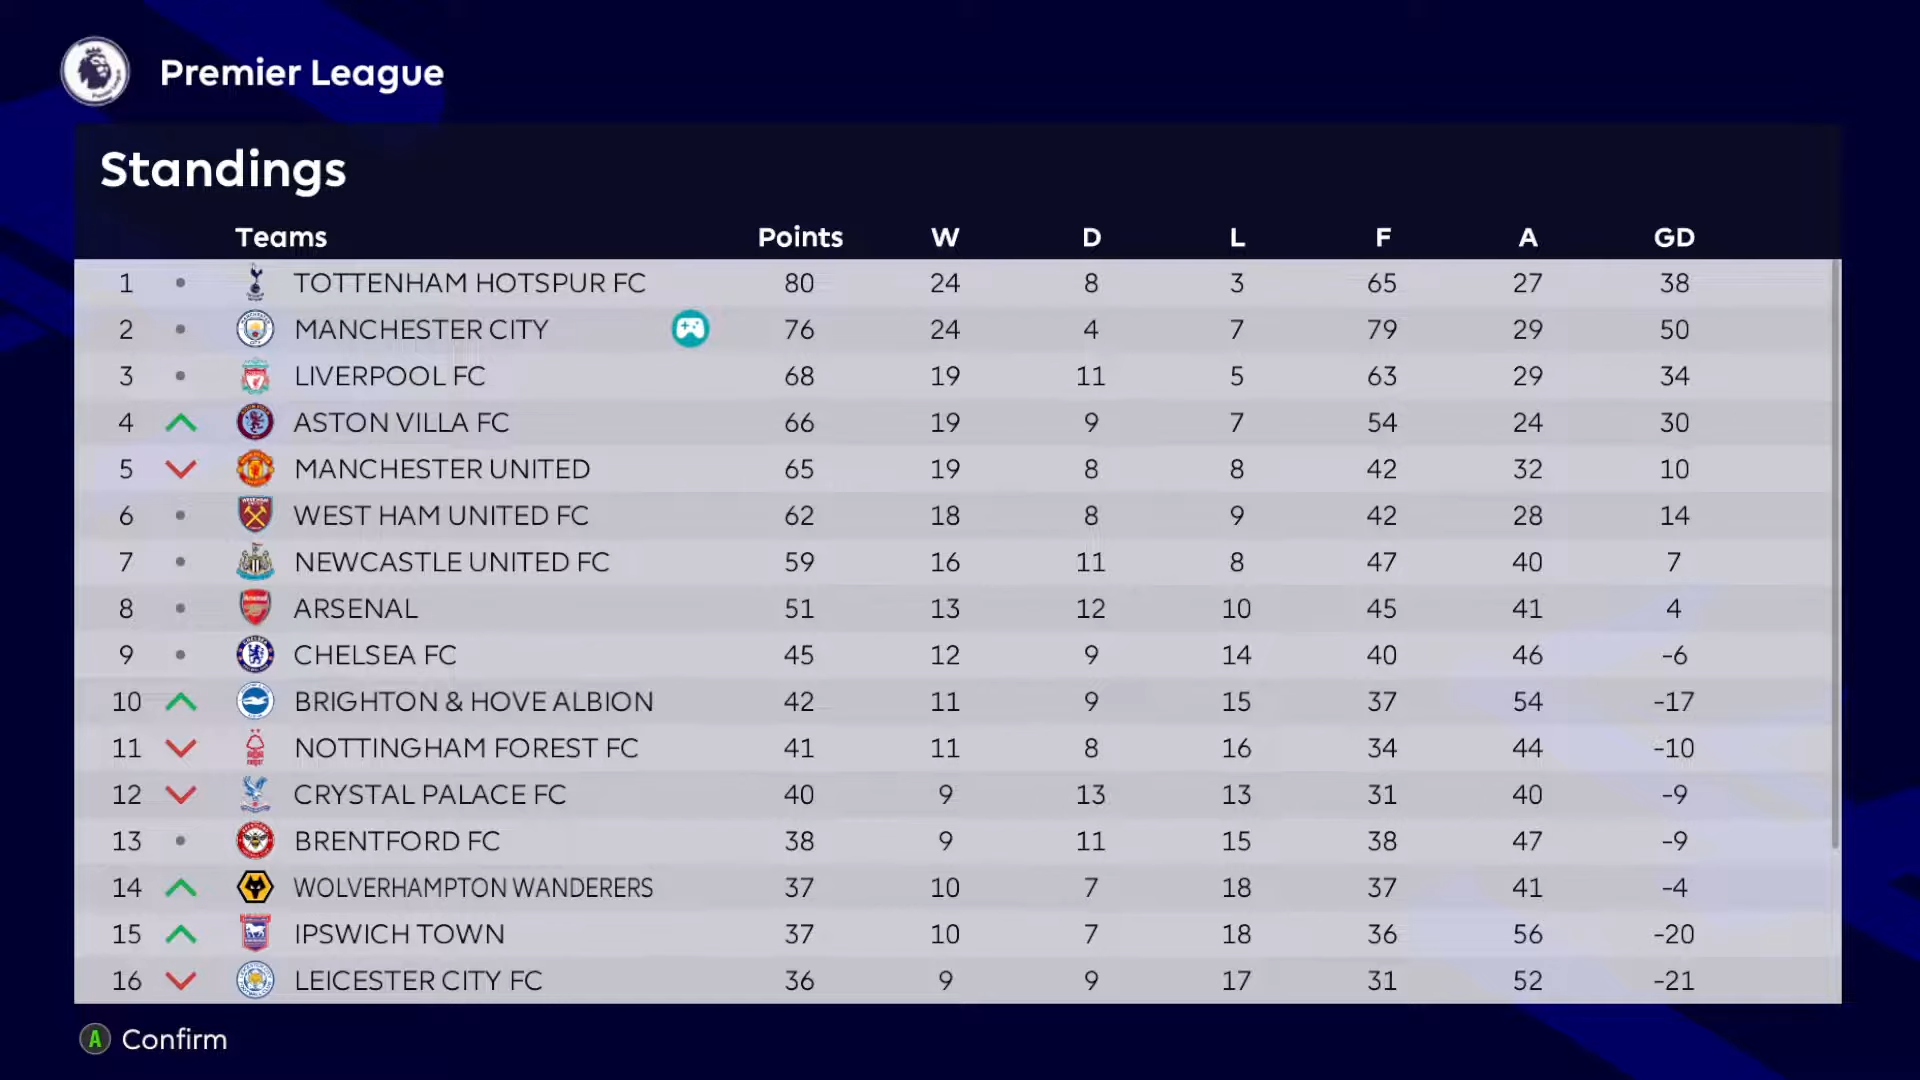 Premier League
Standings
Teams Points W D L F A GD
1 TOTTENHAM HOTSPUR FC 80 24 8 3 65 27 38
2 MANCHESTER CITY 76 24 4 7 79 29 50
3 LIVERPOOL FC 68 19 11 5 63 29 34
4 ASTON VILLA FC 66 19 9 7 54 24 30
5 MANCHESTER UNITED 65 19 8 8 42 32 10
6 WEST HAM UNITED FC 62 18 8 9 42 28 14
7 NEWCASTLE UNITED FC 59 16 11 8 47 40 7
8 ARSENAL 51 13 12 10 45 41 4
9 CHELSEA FC 45 12 9 14 40 46 -6
10 BRIGHTON & HOVE ALBION 42 11 9 15 37 54 -17
11 NOTTINGHAM FOREST FC 41 11 8 16 34 44 -10
12 CRYSTAL PALACE FC 40 9 13 13 31 40 -9
13 BRENTFORD FC 38 9 11 15 38 47 -9
14 WOLVERHAMPTON WANDERERS 37 10 7 18 37 41 -4
15 IPSWICH TOWN 37 10 7 18 36 56 -20
16 LEICESTER CITY FC 36 9 9 17 31 52 -21
A Confirm